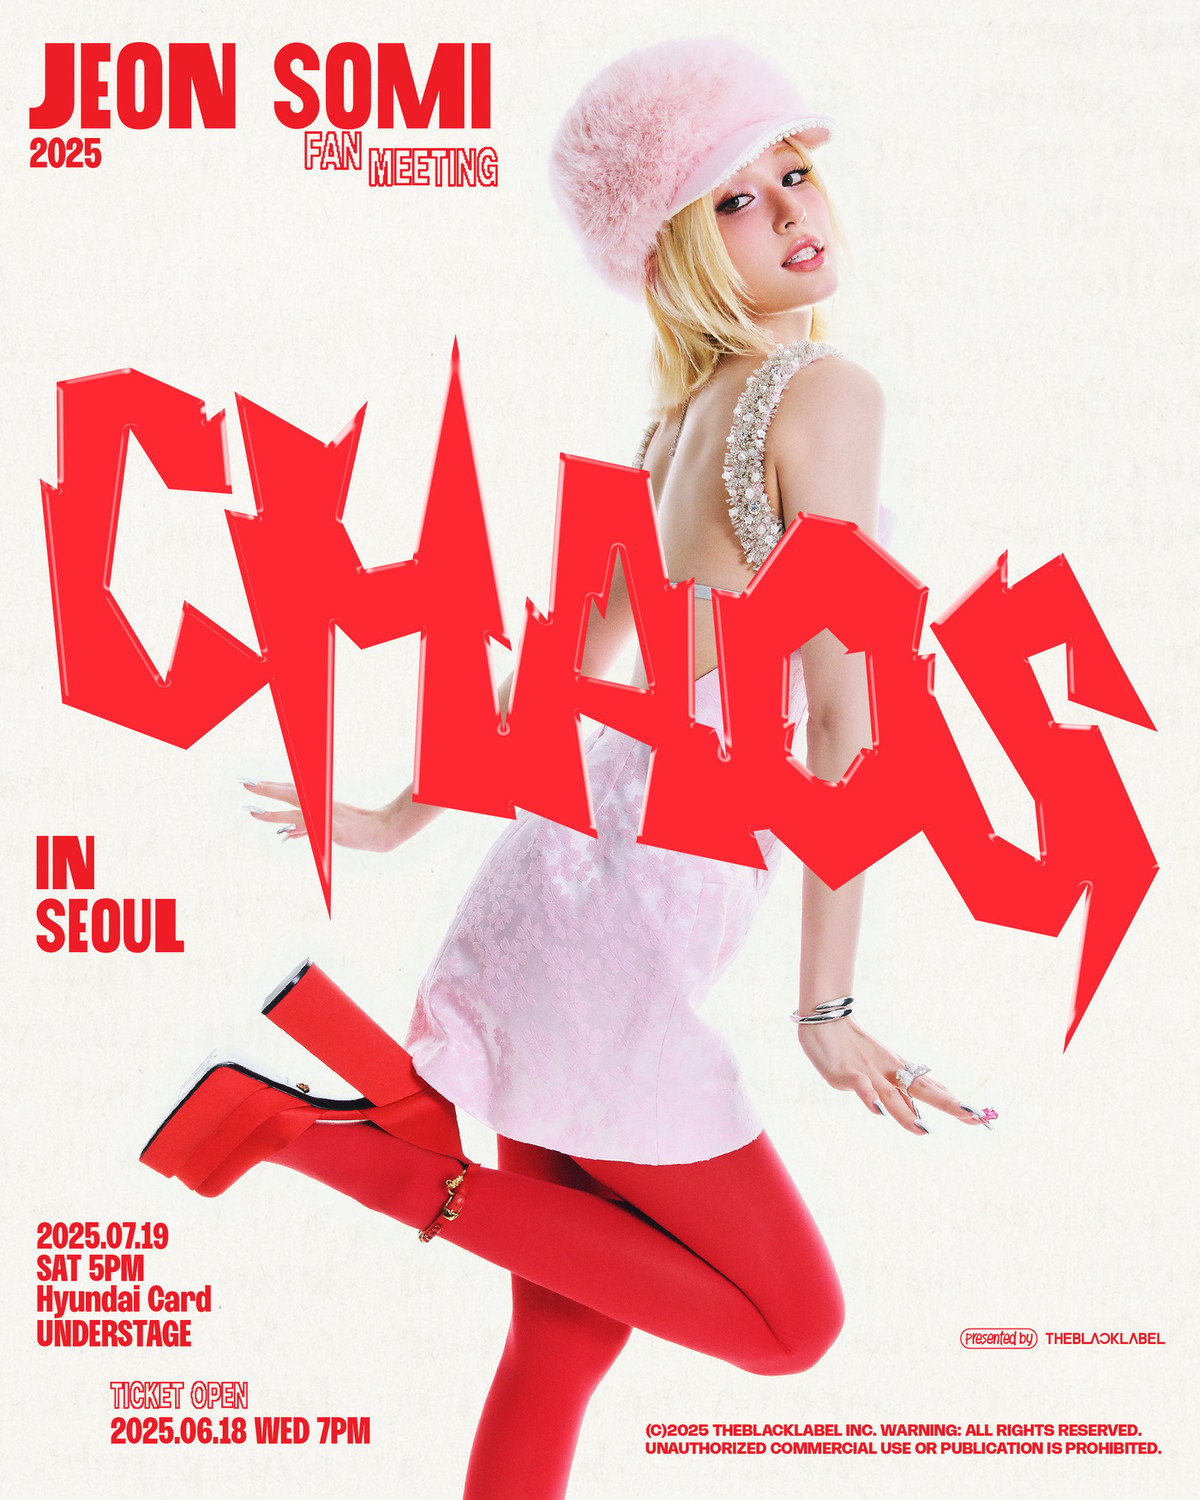 JEON SOMI
2025
FAN MEETING
CHAOS
IN
SEOUL
2025.07.19
SAT 5PM
Hyundai Card
UNDERSTAGE
TICKET OPEN
2025.06.18 WED 7PM
presented by THEBLACKLABEL
(C)2025 THEBLACKLABEL INC. WARNING: ALL RIGHTS RESERVED.
UNAUTHORIZED COMMERCIAL USE OR PUBLICATION IS PROHIBITED.